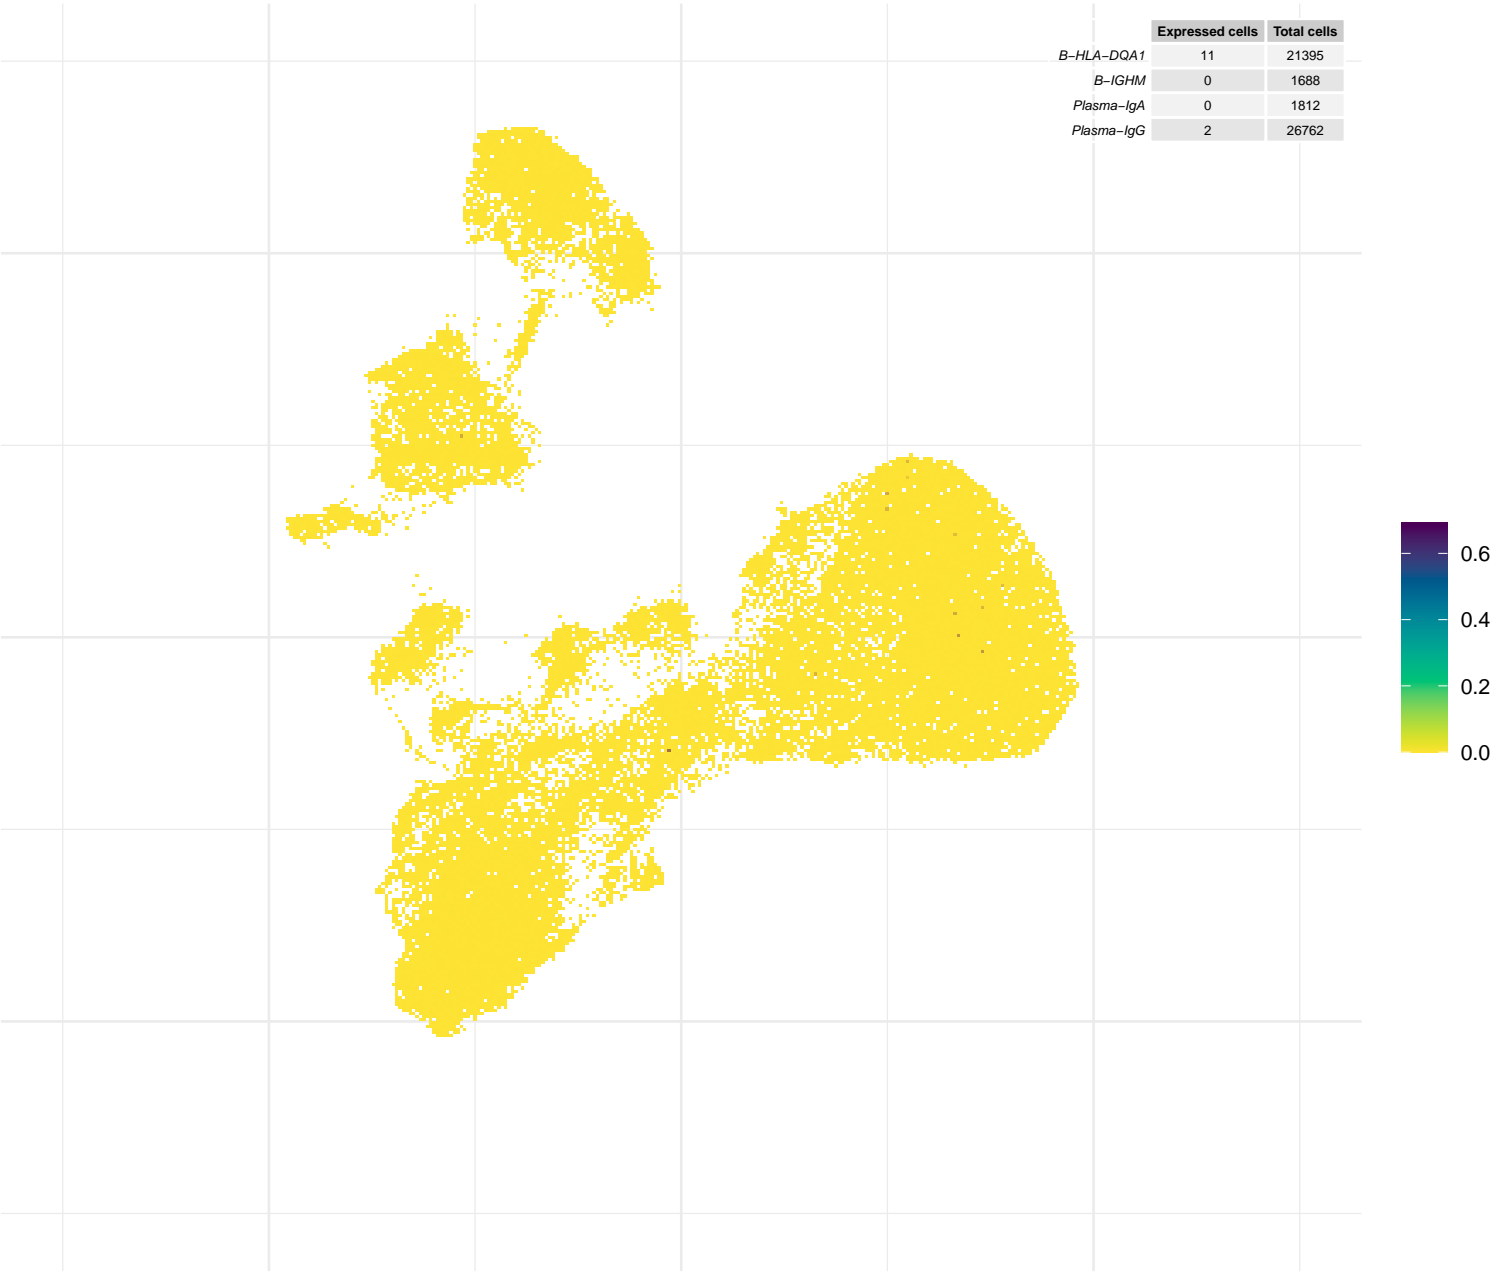 Expressed cells Total cells
B−HLA−DQA1 11 21395
B−IGHM 0 1688
Plasma−IgA 0 1812
Plasma−IgG 2 26762
0.6
0.4
0.2
0.0